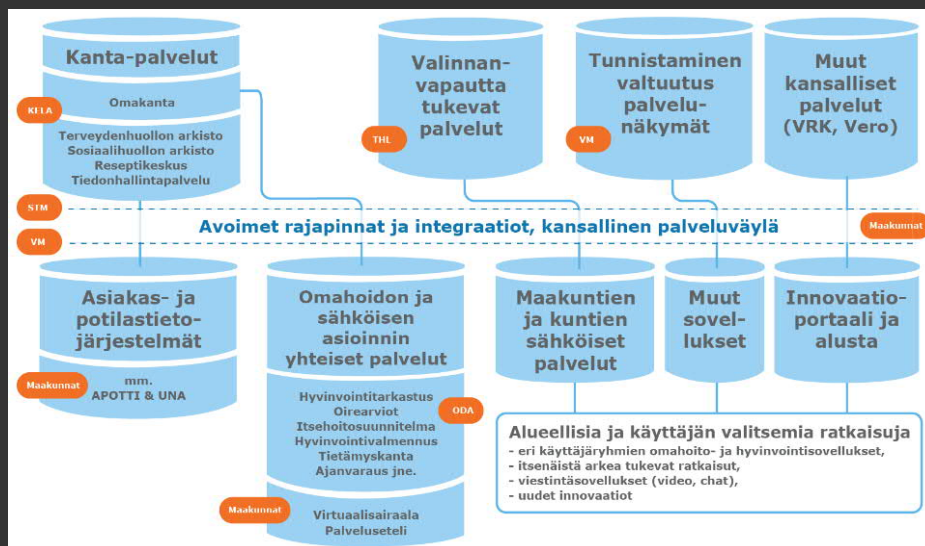 Kanta-palvelut
KELA
Omakanta
Terveydenhuollon arkisto
Sosiaalihuollon arkisto
Reseptikeskus
Tiedonhallintapalvelu
Valinnan-
vapautta
tukevat
palvelut
THL
Tunnistaminen
valtuutus
palvelu-
näkymät
VM
Muut
kansalliset
palvelut
(VRK, Vero)
STM
Avoimet rajapinnat ja integraatiot, kansallinen palveluväylä
Maakunnat
VM
Asiakas- ja
potilastieto-
järjestelmät
Maakunnat
mm.
APOTTI & UNA
Omahoidon ja
sähköisen
asioinnin
yhteiset palvelut
Hyvinvointitarkastus
Oirearviot
Itsehoitosuunnitelma
Hyvinvointivalmennus
Tietämyskanta
Ajanvaraus jne.
ODA
Maakunnat
Virtuaalisairaala
Palveluseteli
Maakuntien
ja kuntien
sähköiset
palvelut
Muut
sovel-
lukset
Innovaatio-
portaali ja
alusta
Alueellisia ja käyttäjän valitsemia ratkaisuja
- eri käyttäjäryhmien omahoito- ja hyvinvointisovellukset,
- itsenäistä arkea tukevat ratkaisut,
- viestintäsovellukset (video, chat),
- uudet innovaatiot